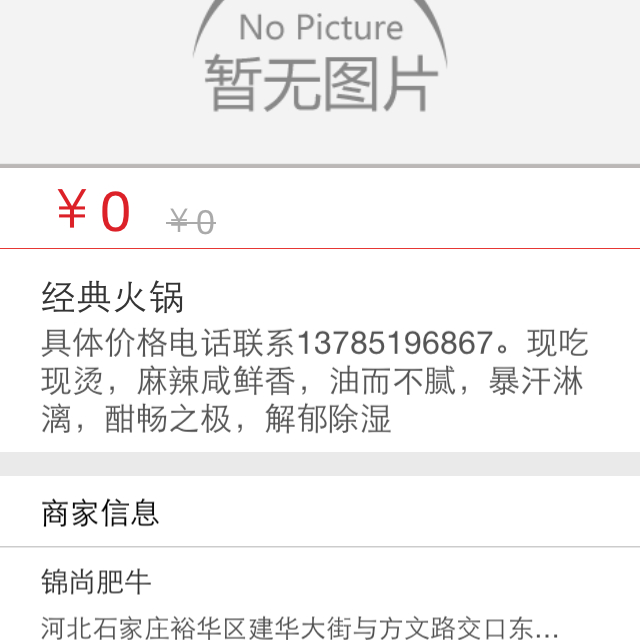 No Picture
暂无图片
￥0 ￥0
经典火锅
具体价格电话联系13785196867。现吃
现烫，麻辣咸鲜香，油而不腻，暴汗淋
漓，酣畅之极，解郁除湿
商家信息
锦尚肥牛
河北石家庄裕华区建华大街与方文路交口东...